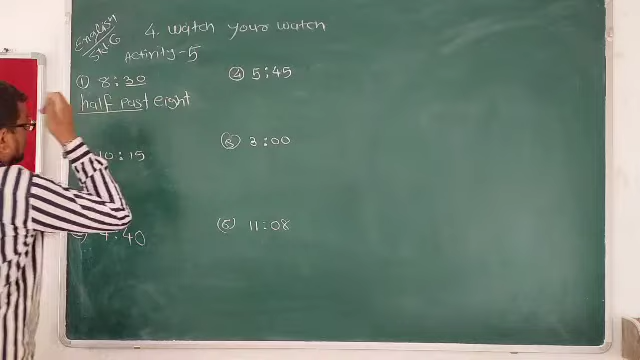 English
Std 6
4. Watch your watch
Activity-5
① 8:30
half past eight
10:15
4:40
④ 5:45
⑤ 3:00
⑥ 11:08